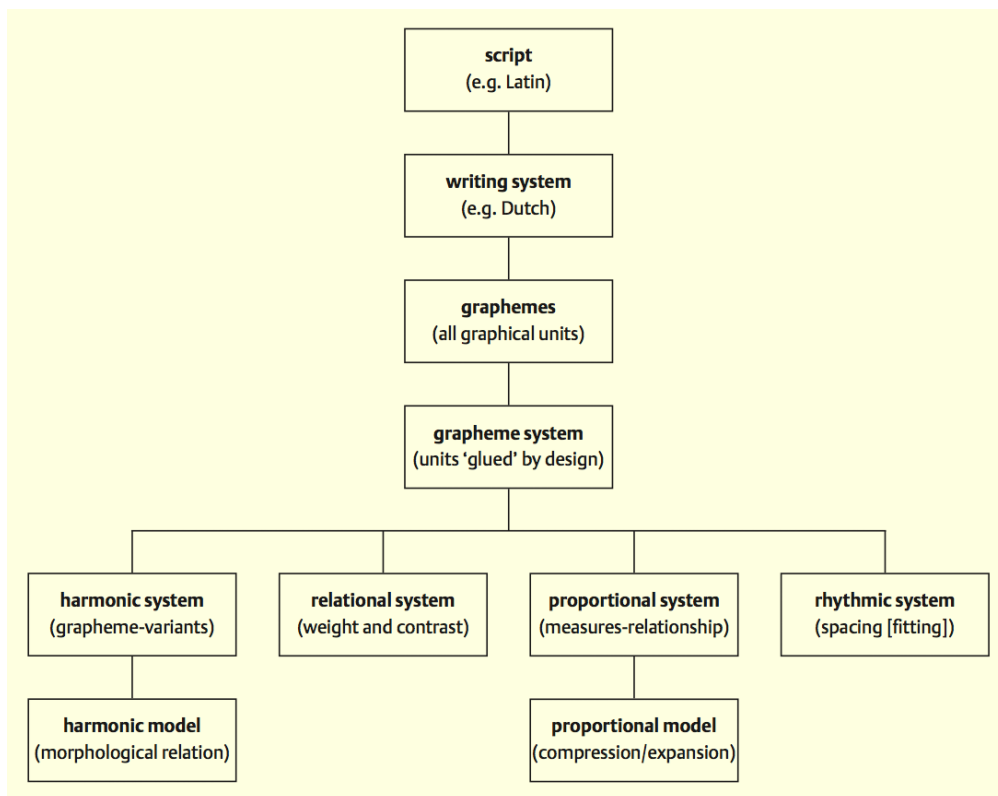 script
(e.g. Latin)
writing system
(e.g. Dutch)
graphemes
(all graphical units)
grapheme system
(units ‘glued’ by design)
harmonic system
(grapheme-variants)
relational system
(weight and contrast)
proportional system
(measures-relationship)
rhythmic system
(spacing [fitting])
harmonic model
(morphological relation)
proportional model
(compression/expansion)